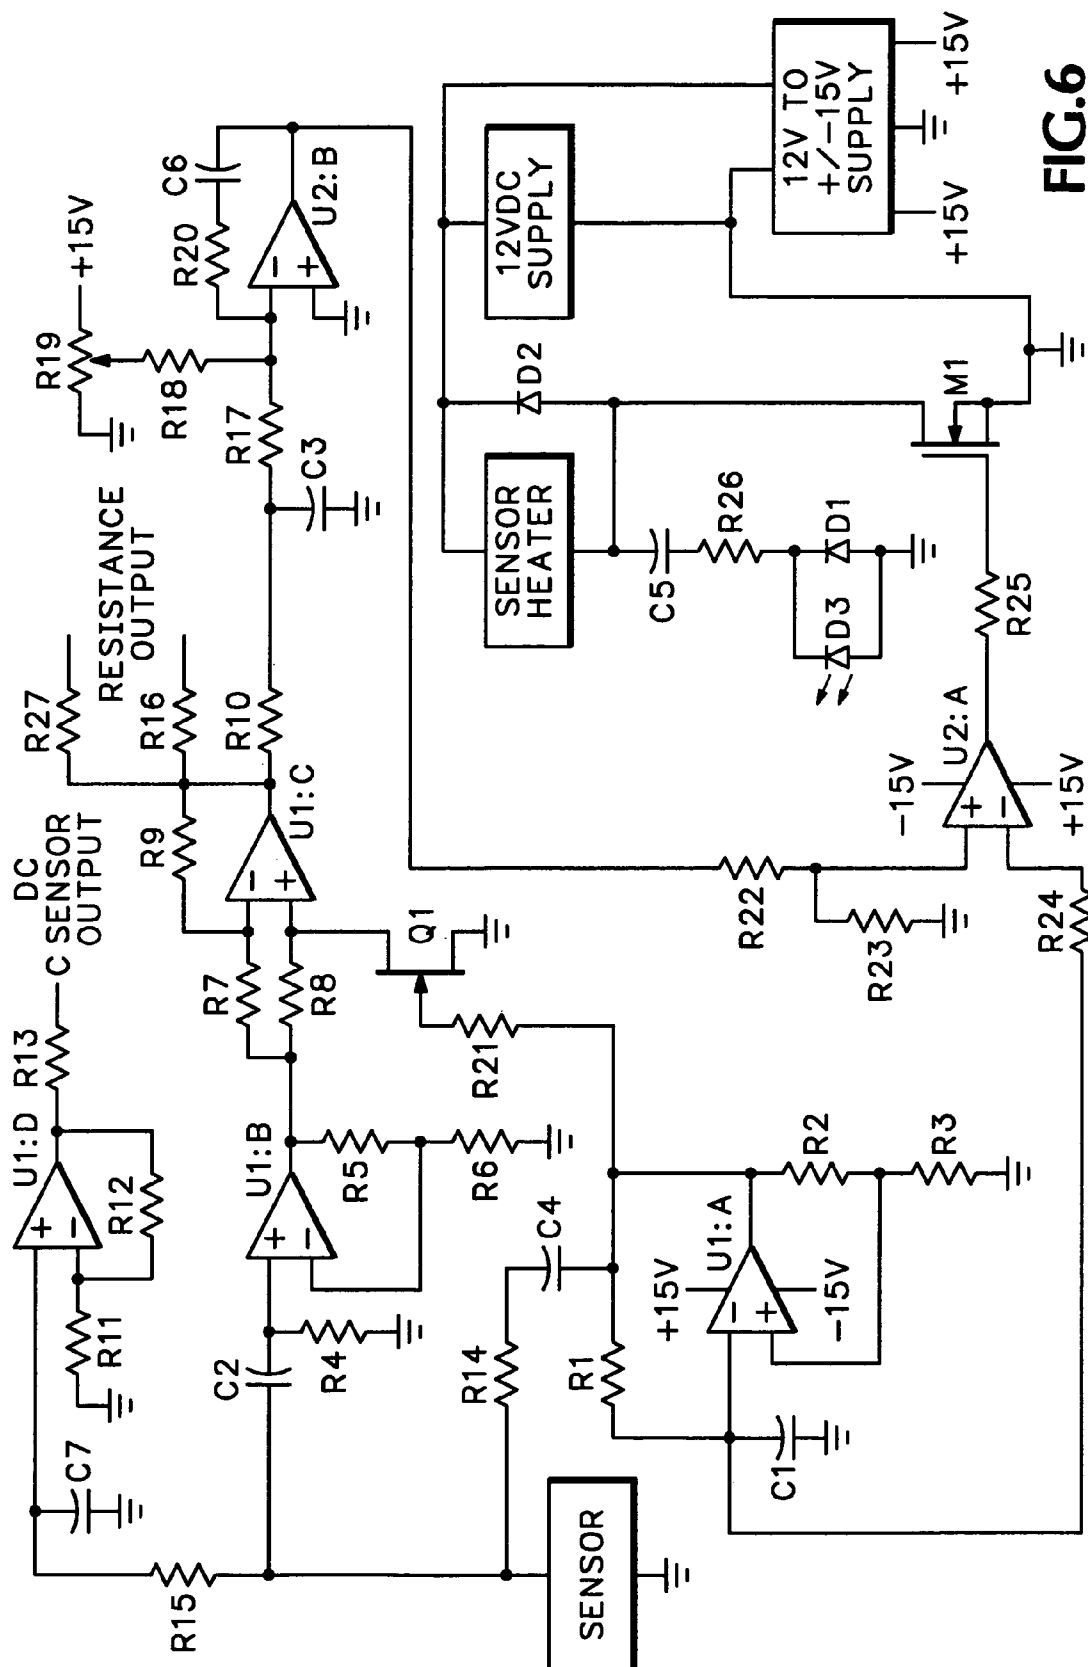 DC
C SENSOR
OUTPUT
R13
U1:D
R12
R11
C7
R15
R19
+15V
R18
C6
R20
U2:B
R17
C3
RESISTANCE
OUTPUT
R27
R16
R10
R9
U1:C
R7
R8
Q1
R21
U1:B
R5
R6
C2
R4
C4
R14
R1
+15V
U1:A
-15V
R2
R3
C1
SENSOR
R22
R23
R24
-15V
U2:A
+15V
R25
SENSOR
HEATER
C5
R26
D1
D3
D2
M1
12VDC
SUPPLY
12V TO
+/-15V
SUPPLY
+15V
+15V
FIG.6